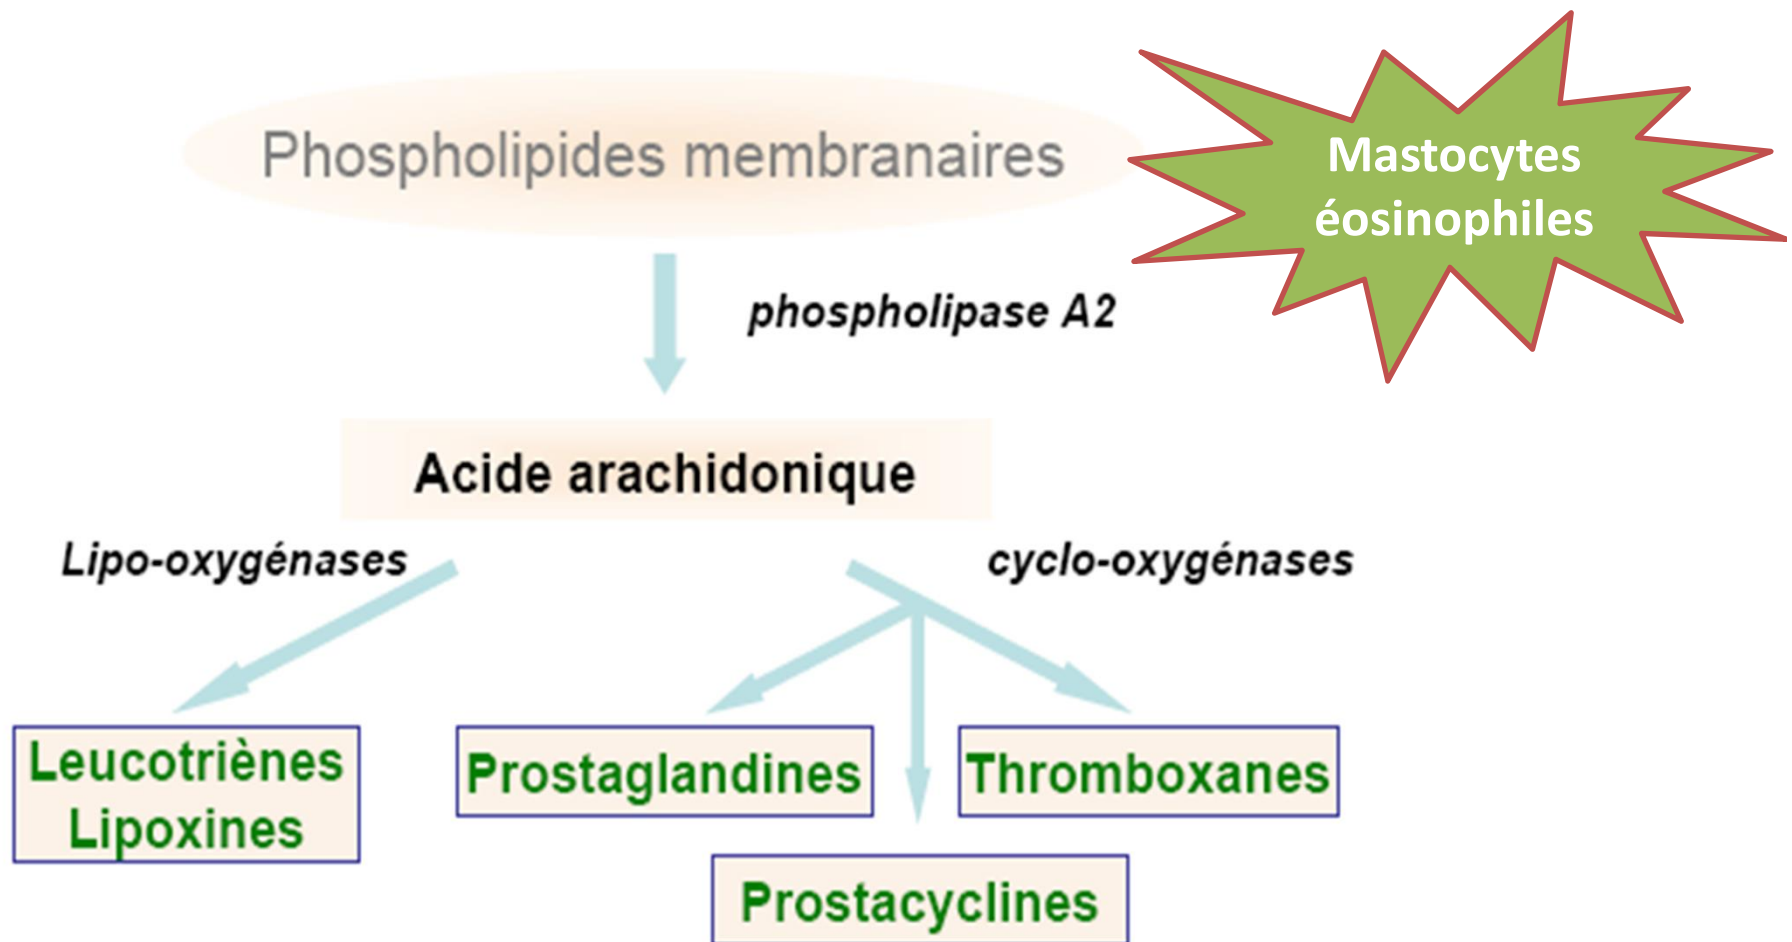 Phospholipides membranaires
Mastocytes
éosinophiles
phospholipase A2
Acide arachidonique
Lipo-oxygénases
cyclo-oxygénases
Leucotriènes
Lipoxines
Prostaglandines
Thromboxanes
Prostacyclines